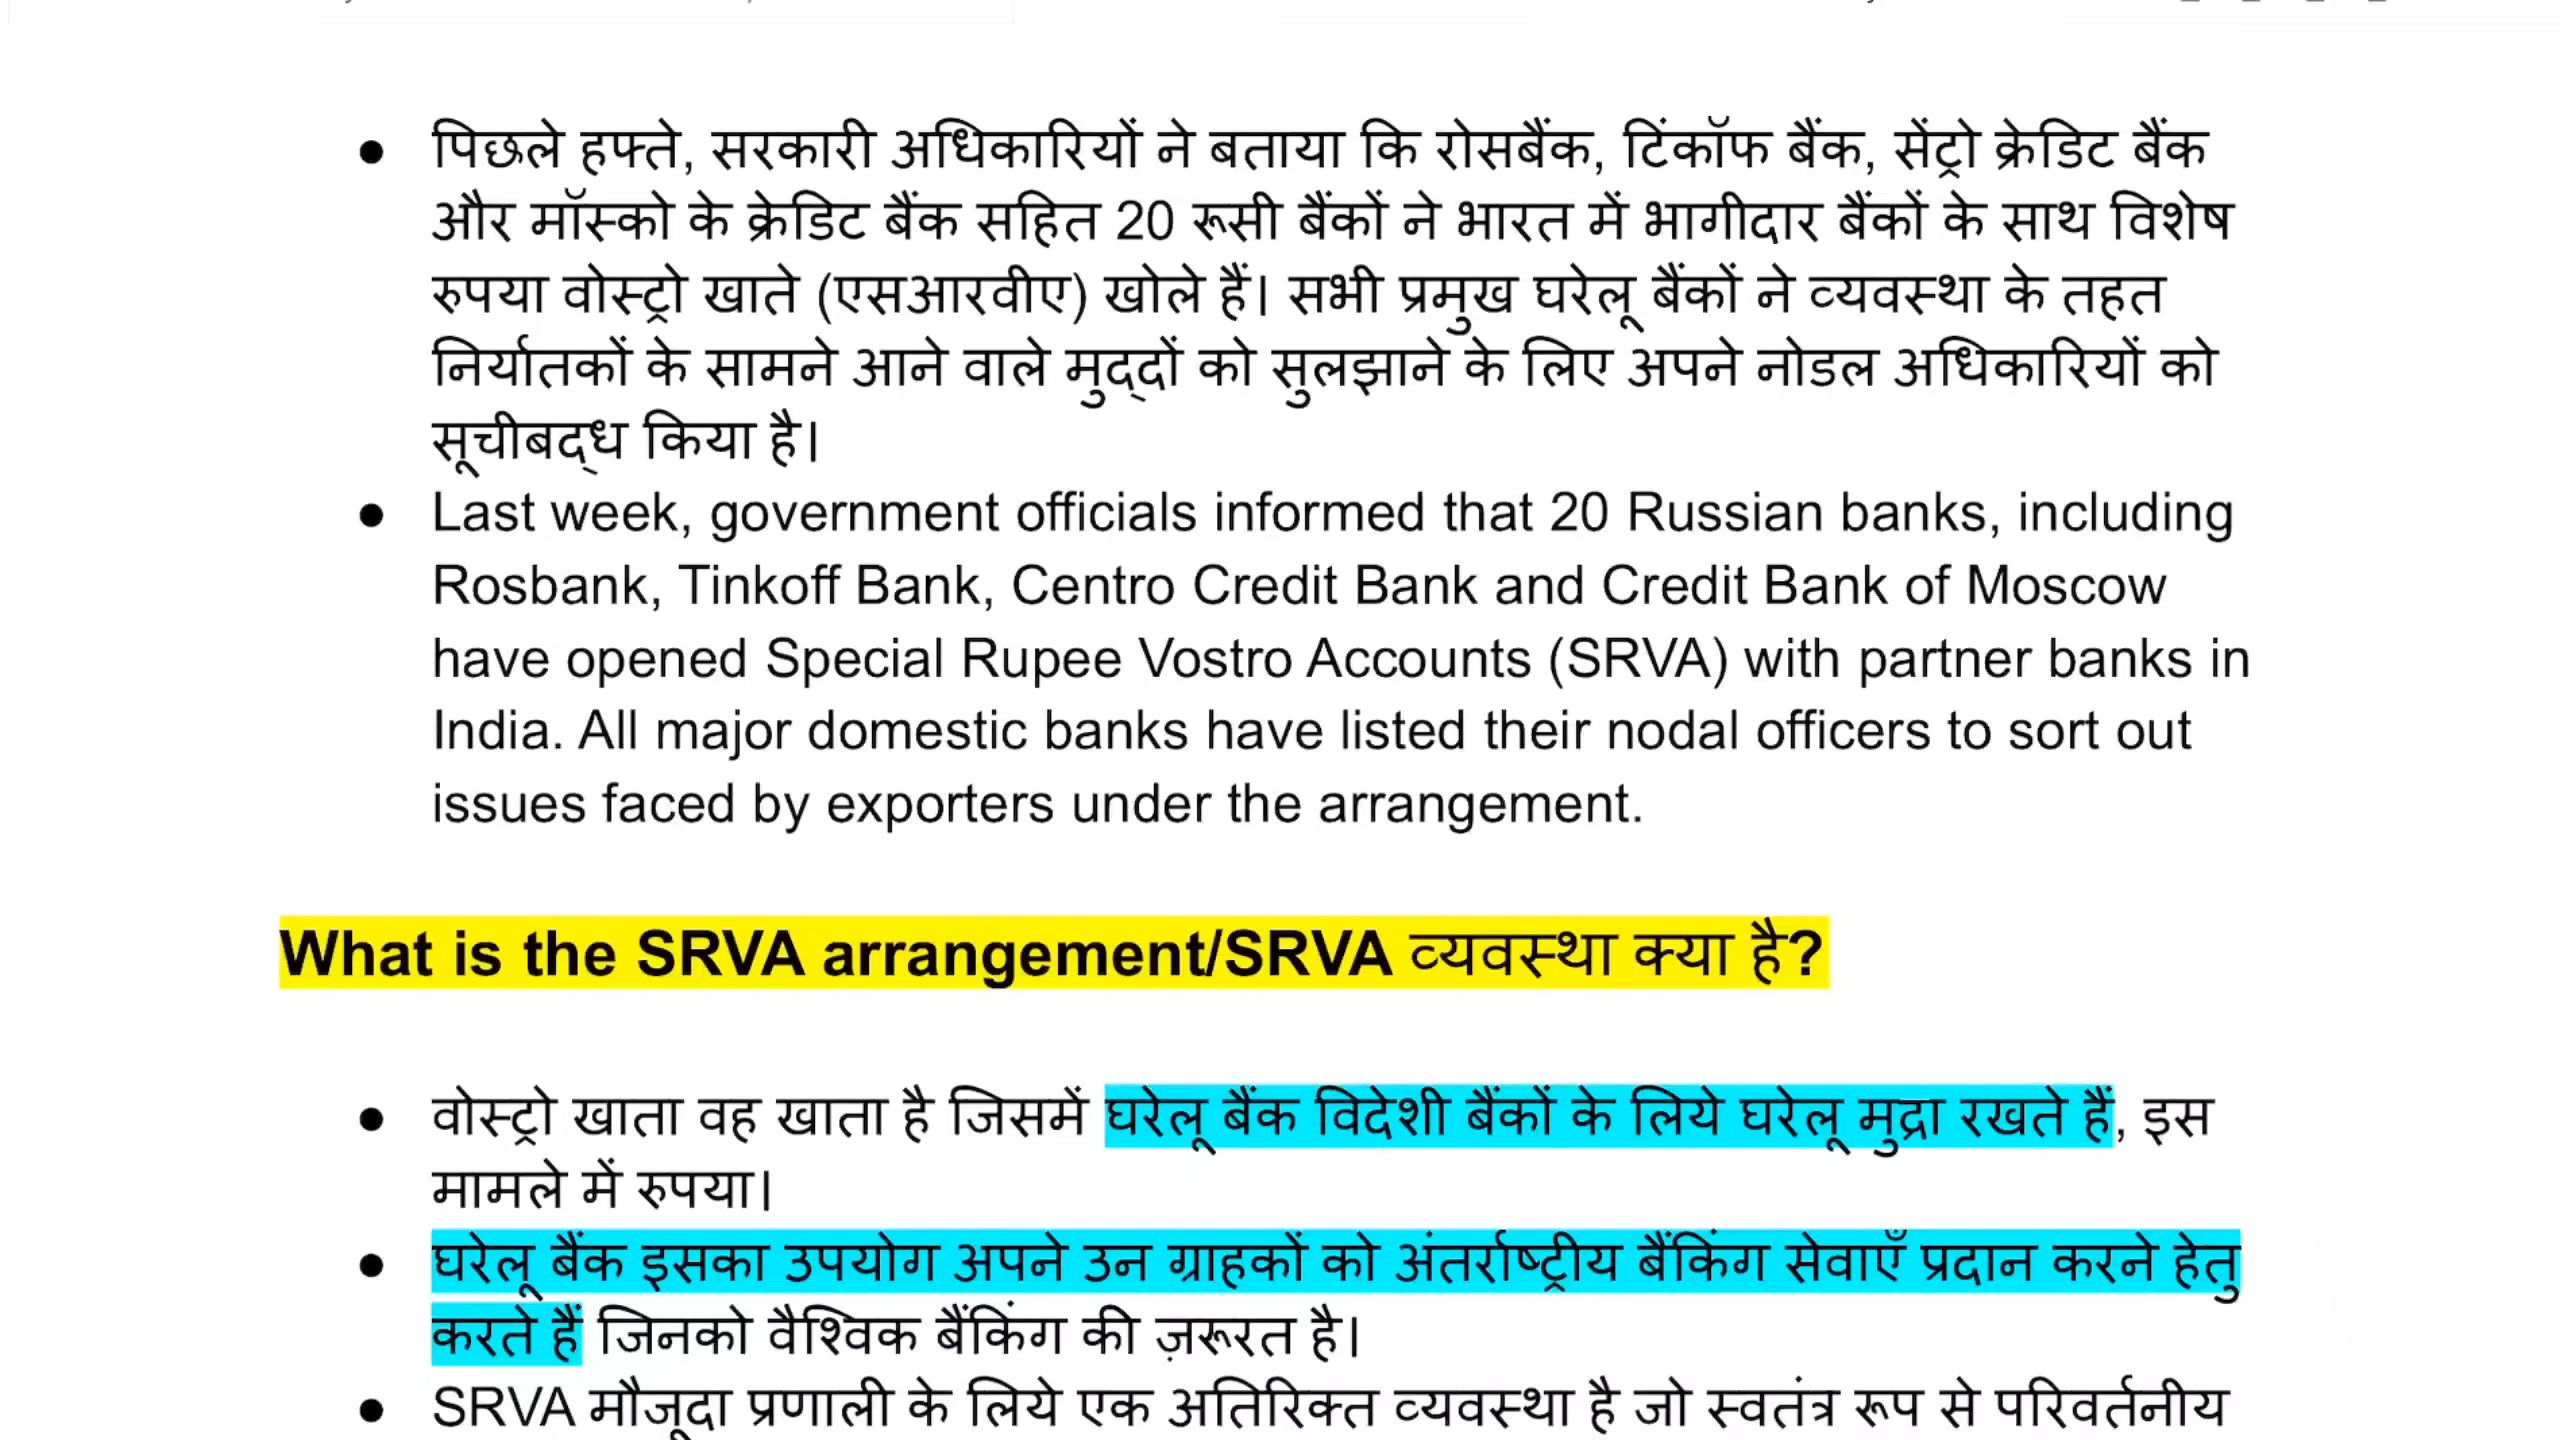 ● पिछले हफ्ते, सरकारी अधिकारियों ने बताया कि रोसबैंक, टिंकॉफ बैंक, सेंट्रो क्रेडिट बैंक
और मॉस्को के क्रेडिट बैंक सहित 20 रूसी बैंकों ने भारत में भागीदार बैंकों के साथ विशेष
रुपया वोस्ट्रो खाते (एसआरवीए) खोले हैं। सभी प्रमुख घरेलू बैंकों ने व्यवस्था के तहत
निर्यातकों के सामने आने वाले मुद्दों को सुलझाने के लिए अपने नोडल अधिकारियों को
सूचीबद्ध किया है।
● Last week, government officials informed that 20 Russian banks, including
Rosbank, Tinkoff Bank, Centro Credit Bank and Credit Bank of Moscow
have opened Special Rupee Vostro Accounts (SRVA) with partner banks in
India. All major domestic banks have listed their nodal officers to sort out
issues faced by exporters under the arrangement.
What is the SRVA arrangement/SRVA व्यवस्था क्या है?
● वोस्ट्रो खाता वह खाता है जिसमें घरेलू बैंक विदेशी बैंकों के लिये घरेलू मुद्रा रखते हैं, इस
मामले में रुपया।
● घरेलू बैंक इसका उपयोग अपने उन ग्राहकों को अंतर्राष्ट्रीय बैंकिंग सेवाएँ प्रदान करने हेतु
करते हैं जिनको वैश्विक बैंकिंग की ज़रूरत है।
● SRVA मौजूदा प्रणाली के लिये एक अतिरिक्त व्यवस्था है जो स्वतंत्र रूप से परिवर्तनीय